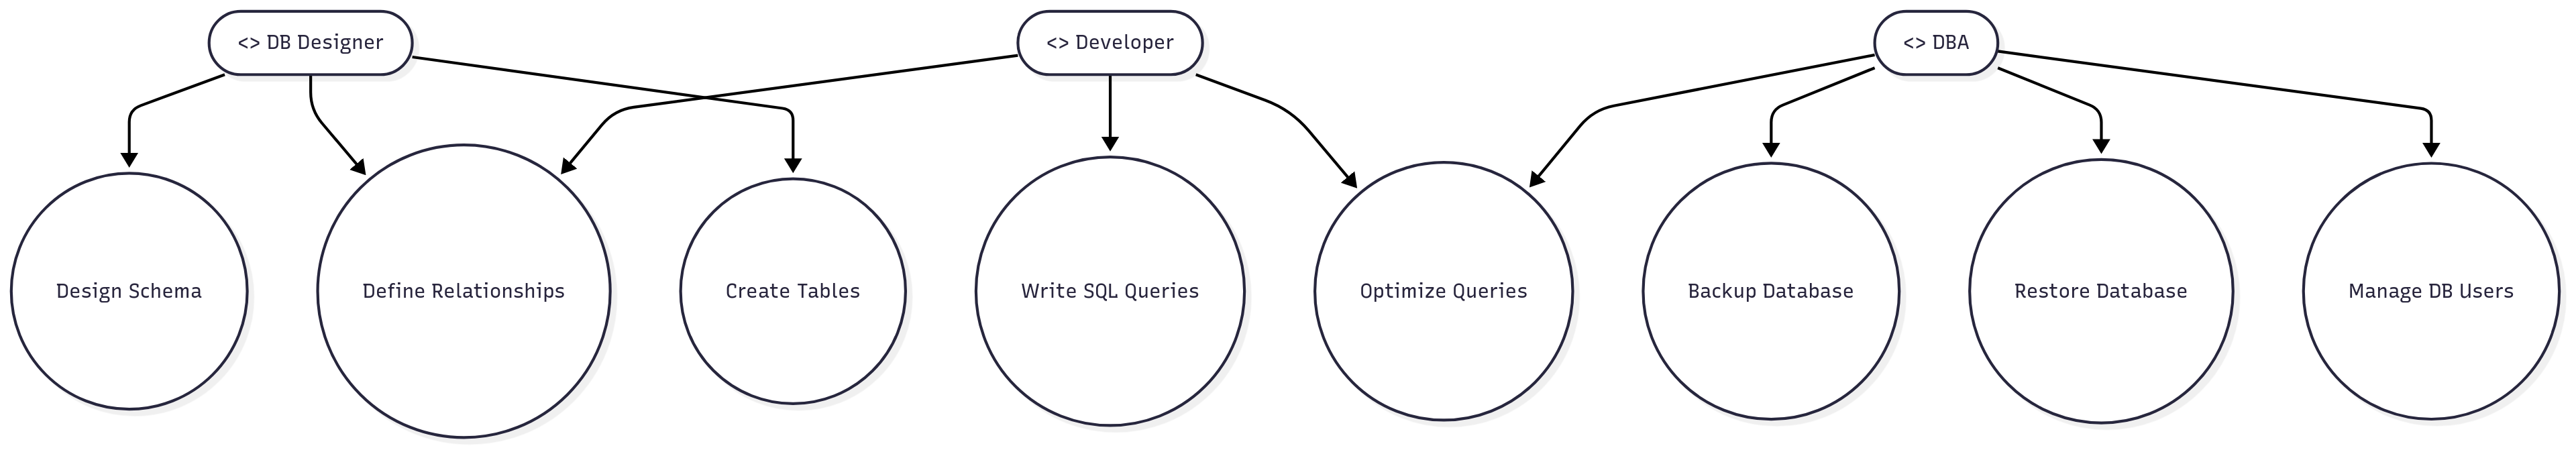 <> DB Designer
<> Developer
<> DBA
Design Schema
Define Relationships
Create Tables
Write SQL Queries
Optimize Queries
Backup Database
Restore Database
Manage DB Users